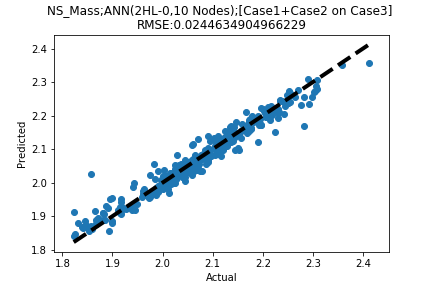 NS_Mass;ANN(2HL-0,10 Nodes);[Case1+Case2 on Case3]
RMSE:0.0244634904966229
2.4
2.3
2.2
2.1
2.0
1.9
1.8
Predicted
1.8 1.9 2.0 2.1 2.2 2.3 2.4
Actual